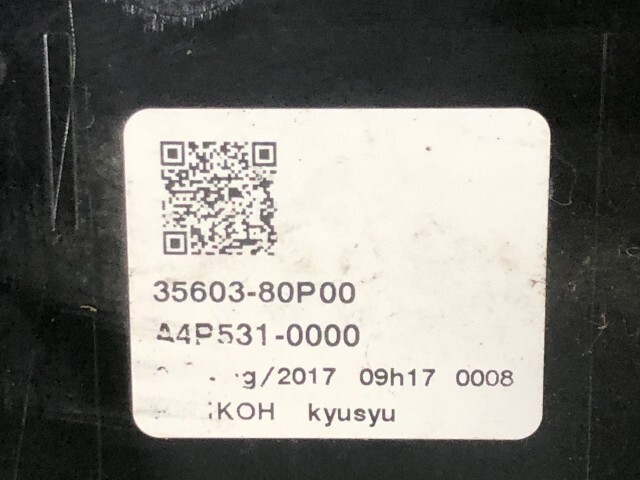 35603-80P00
A4P531-0000
g/2017 09h17 0008
KOH kyusyu